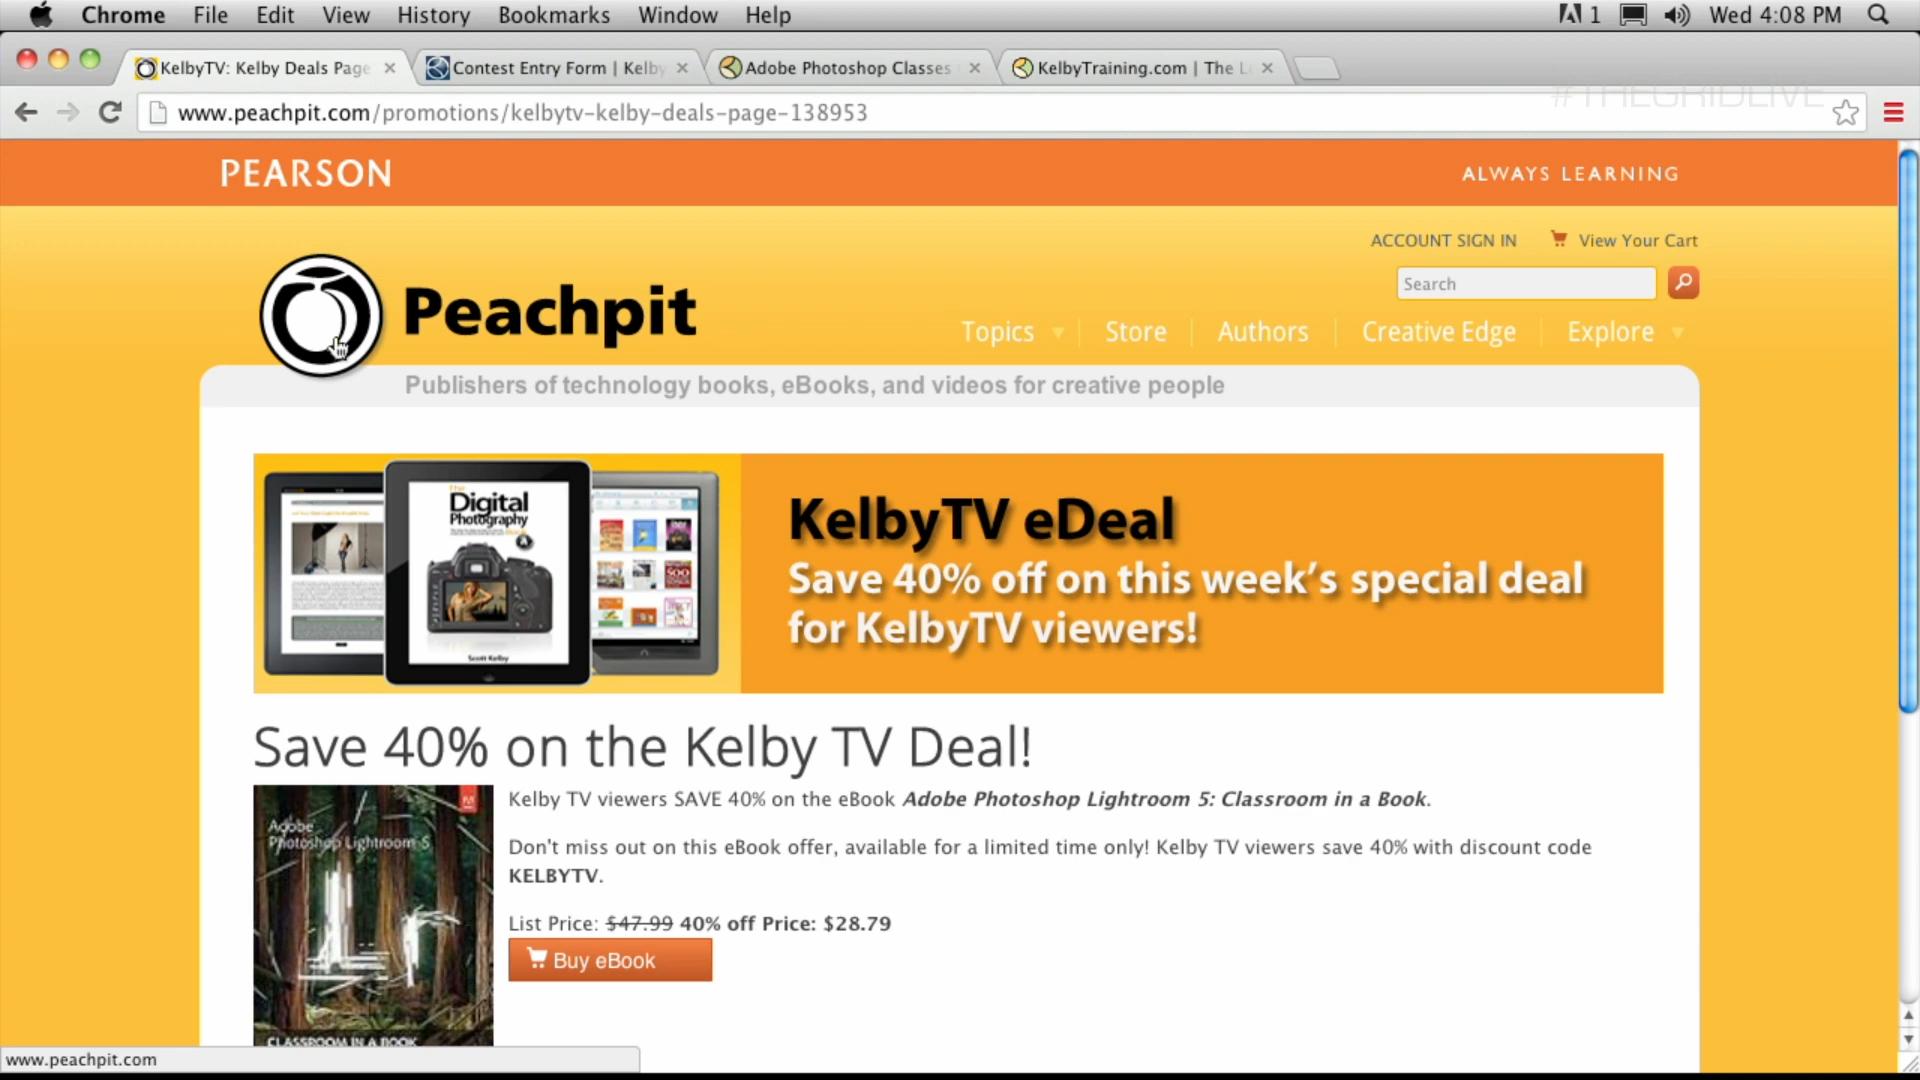 Chrome File Edit View History Bookmarks Window Help 1 Wed 4:08 PM
KelbyTV: Kelby Deals Page Contest Entry Form | Kelby Adobe Photoshop Classes KelbyTraining.com | The L
#THEGRIDLIVE
www.peachpit.com/promotions/kelbytv-kelby-deals-page-138953
PEARSON ALWAYS LEARNING
ACCOUNT SIGN IN View Your Cart
Search
Peachpit
Topics Store Authors Creative Edge Explore
Publishers of technology books, eBooks, and videos for creative people
The
Digital
Photography
Scott Kelby
KelbyTV eDeal
Save 40% off on this week's special deal
for KelbyTV viewers!
Save 40% on the Kelby TV Deal!
Adobe
Photoshop Lightroom 5
Lr
CLASSROOM IN A BOOK
Kelby TV viewers SAVE 40% on the eBook Adobe Photoshop Lightroom 5: Classroom in a Book.
Don't miss out on this eBook offer, available for a limited time only! Kelby TV viewers save 40% with discount code
KELBYTV.
List Price: $47.99 40% off Price: $28.79
Buy eBook
www.peachpit.com